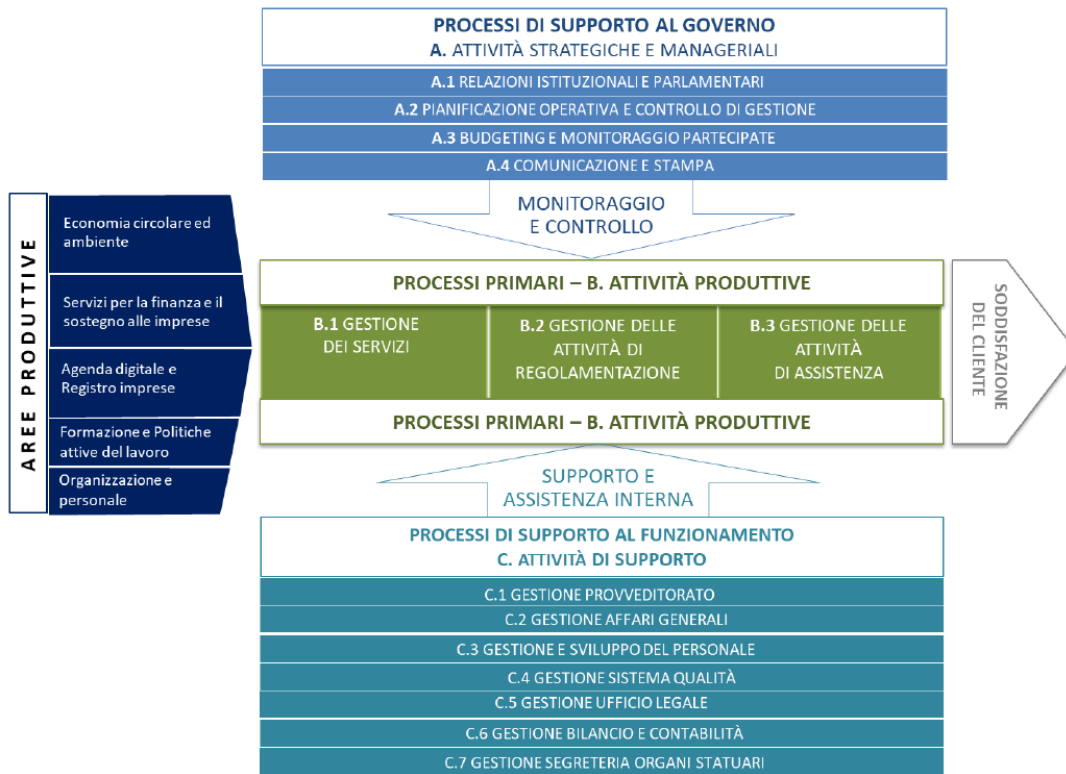 PROCESSI DI SUPPORTO AL GOVERNO
A. ATTIVITÀ STRATEGICHE E MANAGERIALI
A.1 RELAZIONI ISTITUZIONALI E PARLAMENTARI
A.2 PIANIFICAZIONE OPERATIVA E CONTROLLO DI GESTIONE
A.3 BUDGETING E MONITORAGGIO PARTECIPATE
A.4 COMUNICAZIONE E STAMPA
MONITORAGGIO
E CONTROLLO
AREE PRODUTTIVE
Economia circolare ed
ambiente
Servizi per la finanza e il
sostegno alle imprese
Agenda digitale e
Registro imprese
Formazione e Politiche
attive del lavoro
Organizzazione e
personale
PROCESSI PRIMARI – B. ATTIVITÀ PRODUTTIVE
B.1 GESTIONE
DEI SERVIZI
B.2 GESTIONE DELLE
ATTIVITÀ DI
REGOLAMENTAZIONE
B.3 GESTIONE DELLE
ATTIVITÀ
DI ASSISTENZA
PROCESSI PRIMARI – B. ATTIVITÀ PRODUTTIVE
SODDISFAZIONE
DEL CLIENTE
SUPPORTO E
ASSISTENZA INTERNA
PROCESSI DI SUPPORTO AL FUNZIONAMENTO
C. ATTIVITÀ DI SUPPORTO
C.1 GESTIONE PROVVEDITORATO
C.2 GESTIONE AFFARI GENERALI
C.3 GESTIONE E SVILUPPO DEL PERSONALE
C.4 GESTIONE SISTEMA QUALITÀ
C.5 GESTIONE UFFICIO LEGALE
C.6 GESTIONE BILANCIO E CONTABILITÀ
C.7 GESTIONE SEGRETERIA ORGANI STATUARI